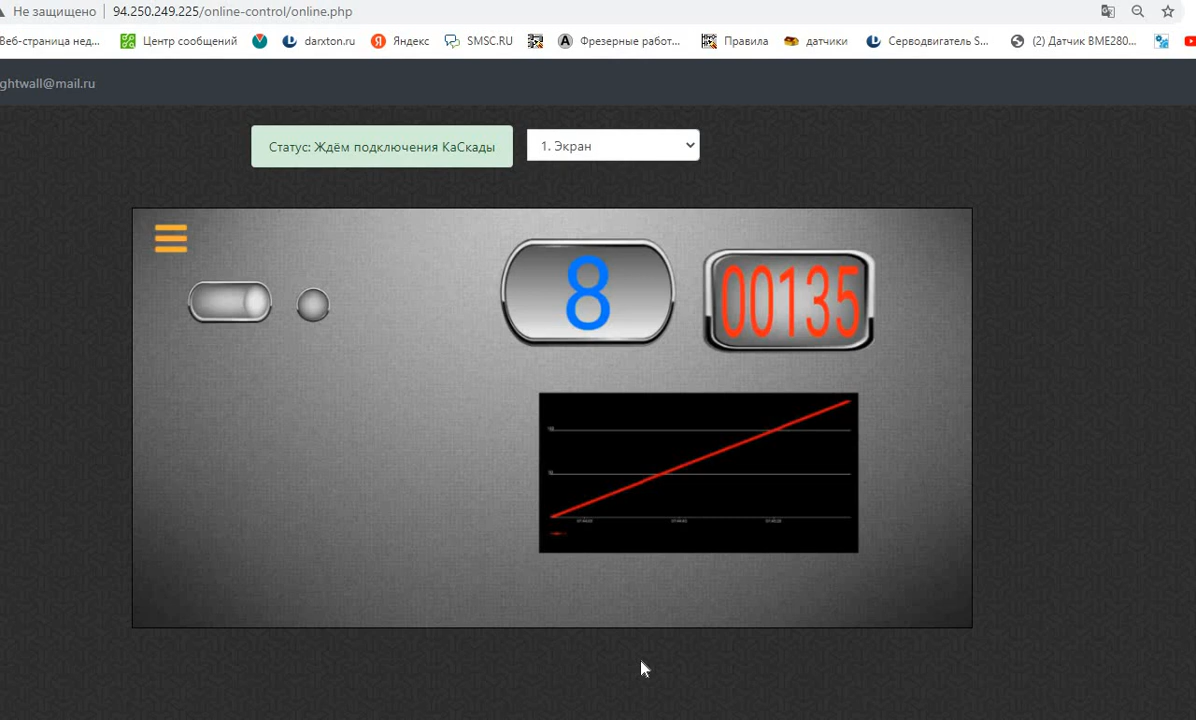 Не защищено
94.250.249.225/online-control/online.php
Веб-страница нед...
Центр сообщений
darxton.ru
Яндекс
SMSC.RU
Фрезерные работ...
Правила
датчики
Серводвигатель S...
(2) Датчик BME280...
ghtwall@mail.ru
Статус: Ждём подключения КаСкады
1. Экран
8
00135